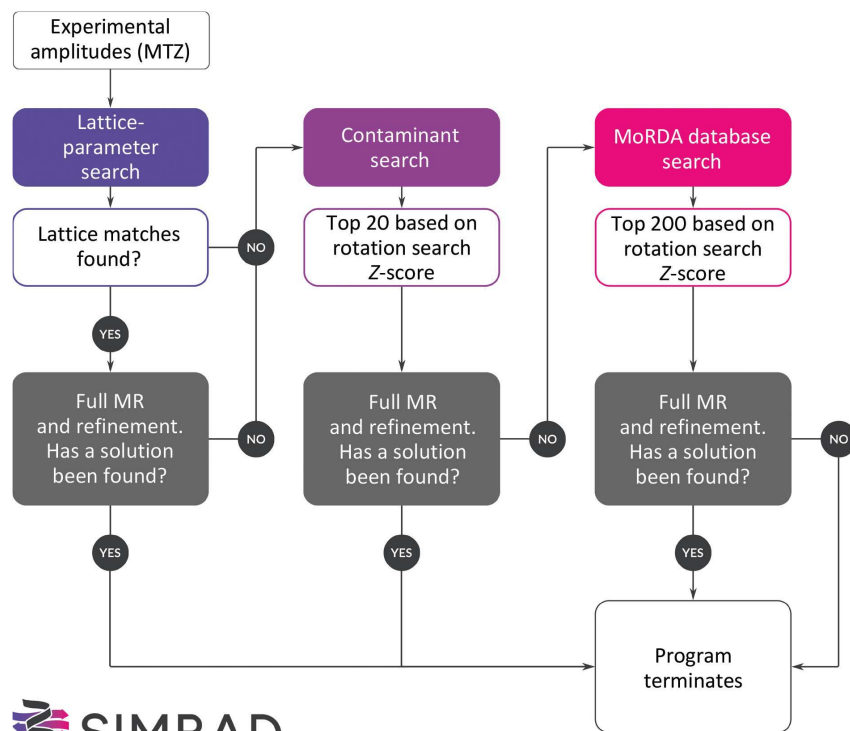 Experimental
amplitudes (MTZ)
Lattice-
parameter
search
Lattice matches
found?
NO
YES
Full MR
and refinement.
Has a solution
been found?
NO
YES
Contaminant
search
Top 20 based on
rotation search
Z-score
Full MR
and refinement.
Has a solution
been found?
NO
YES
MoRDA database
search
Top 200 based on
rotation search
Z-score
Full MR
and refinement.
Has a solution
been found?
NO
YES
Program
terminates
SIMBAD